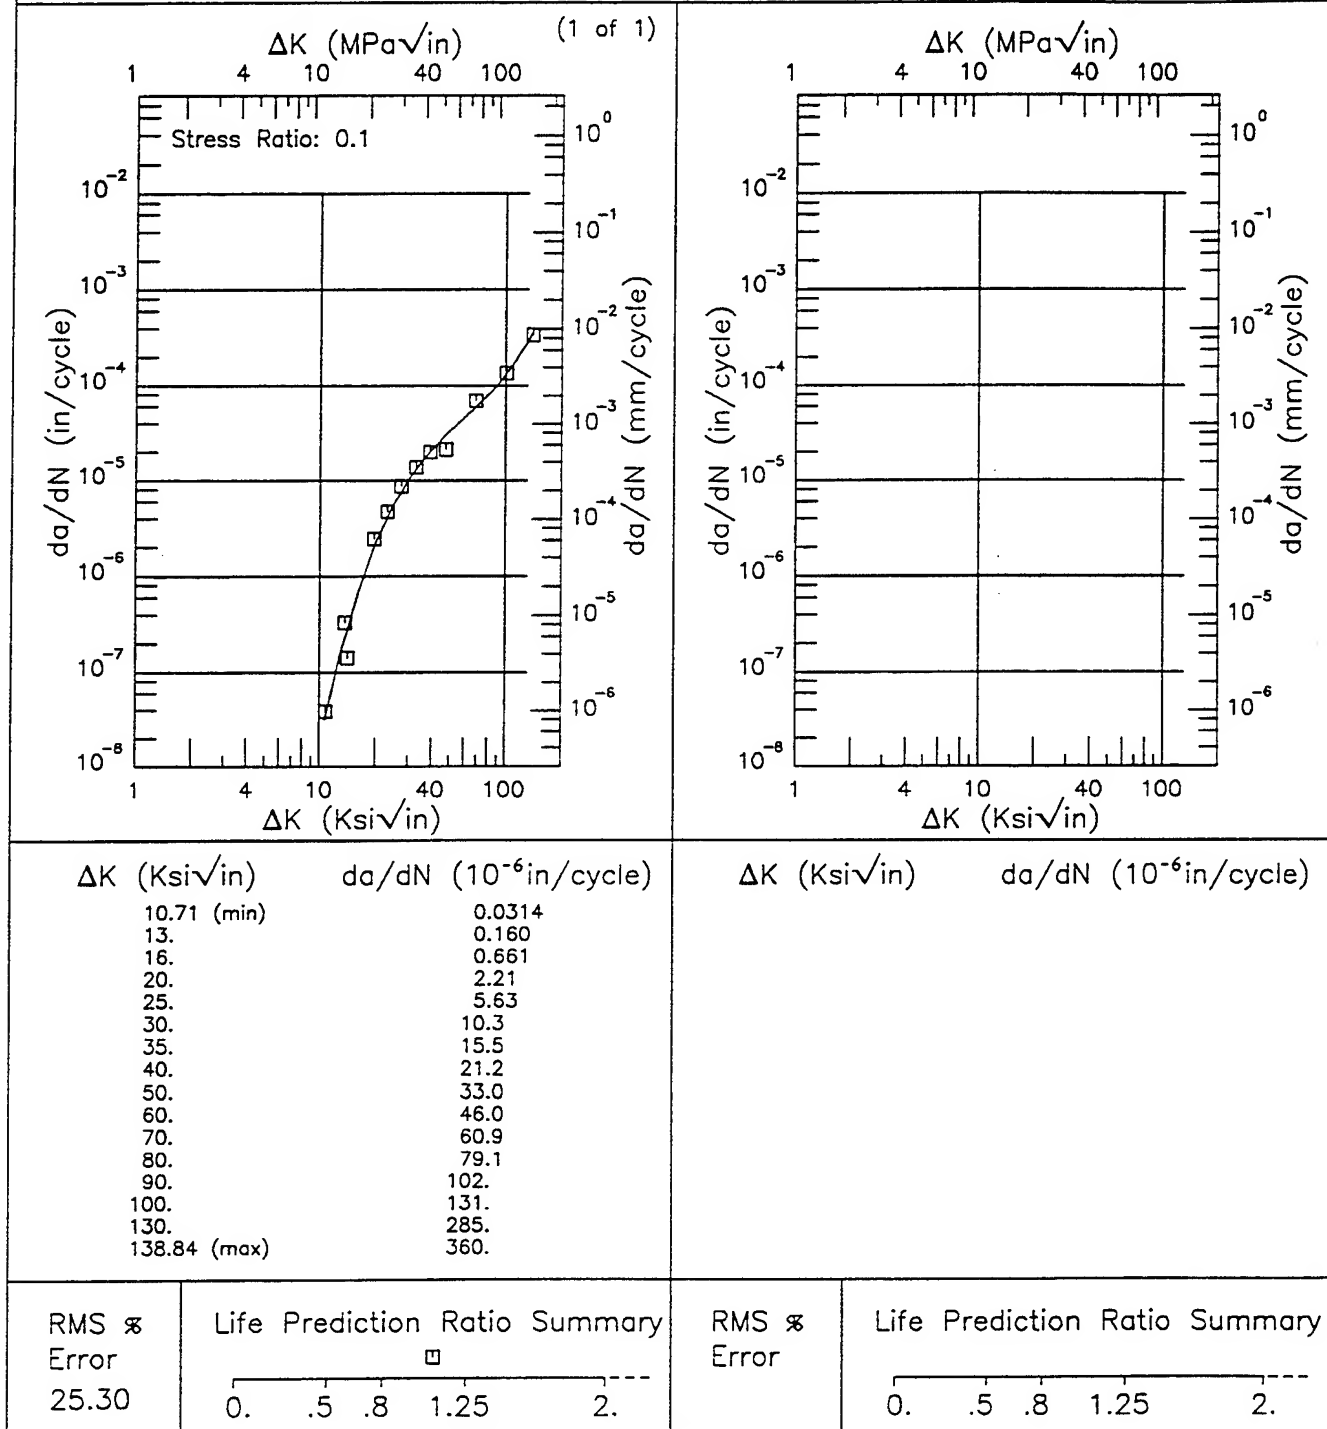 (1 of 1)
ΔK (MPa√in)
1 4 10 40 100
Stress Ratio: 0.1
10⁰
10⁻²
10⁻¹
10⁻³
10⁻²
10⁻⁴
10⁻³
10⁻⁵
10⁻⁴
10⁻⁶
10⁻⁵
10⁻⁷
10⁻⁶
10⁻⁸
da/dN (in/cycle)
da/dN (mm/cycle)
1 4 10 40 100
ΔK (Ksi√in)
ΔK (MPa√in)
1 4 10 40 100
10⁰
10⁻²
10⁻¹
10⁻³
10⁻²
10⁻⁴
10⁻³
10⁻⁵
10⁻⁴
10⁻⁶
10⁻⁵
10⁻⁷
10⁻⁶
10⁻⁸
da/dN (in/cycle)
da/dN (mm/cycle)
1 4 10 40 100
ΔK (Ksi√in)
ΔK (Ksi√in) da/dN (10⁻⁶in/cycle)
10.71 (min) 0.0314
13. 0.160
16. 0.661
20. 2.21
25. 5.63
30. 10.3
35. 15.5
40. 21.2
50. 33.0
60. 46.0
70. 60.9
80. 79.1
90. 102.
100. 131.
130. 285.
138.84 (max) 360.
ΔK (Ksi√in) da/dN (10⁻⁶in/cycle)
RMS %
Error
25.30
Life Prediction Ratio Summary
0. .5 .8 1.25 2.
RMS %
Error
Life Prediction Ratio Summary
0. .5 .8 1.25 2.